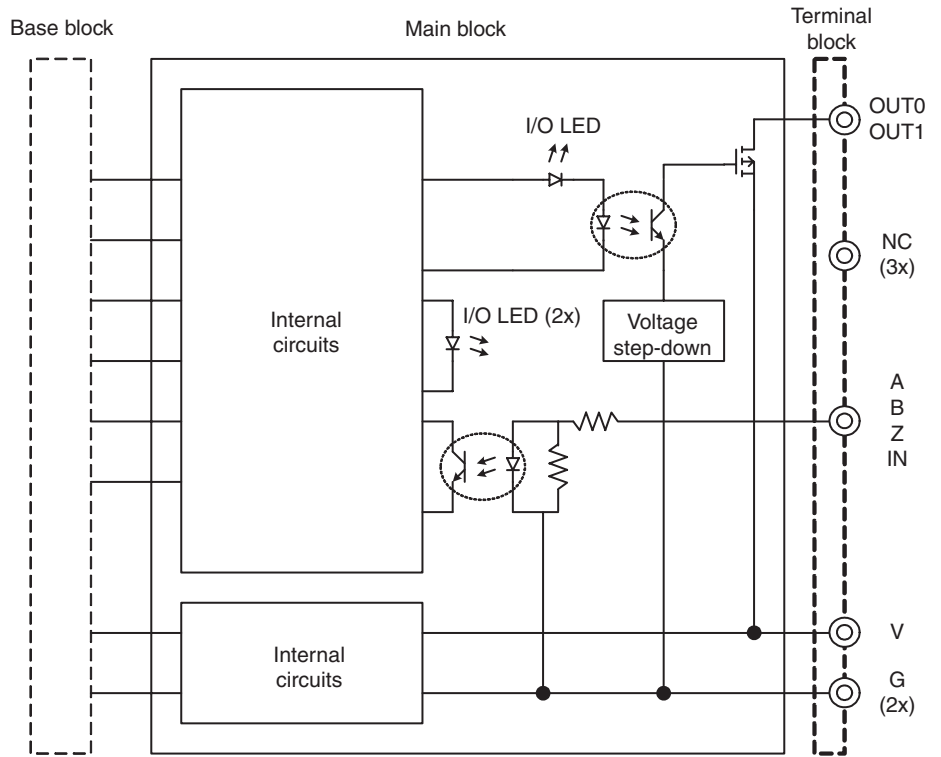 Base block
Main block
Terminal
block
I/O LED
OUT0
OUT1
NC
(3x)
Internal
circuits
I/O LED (2x)
Voltage
step-down
A
B
Z
IN
Internal
circuits
V
G
(2x)